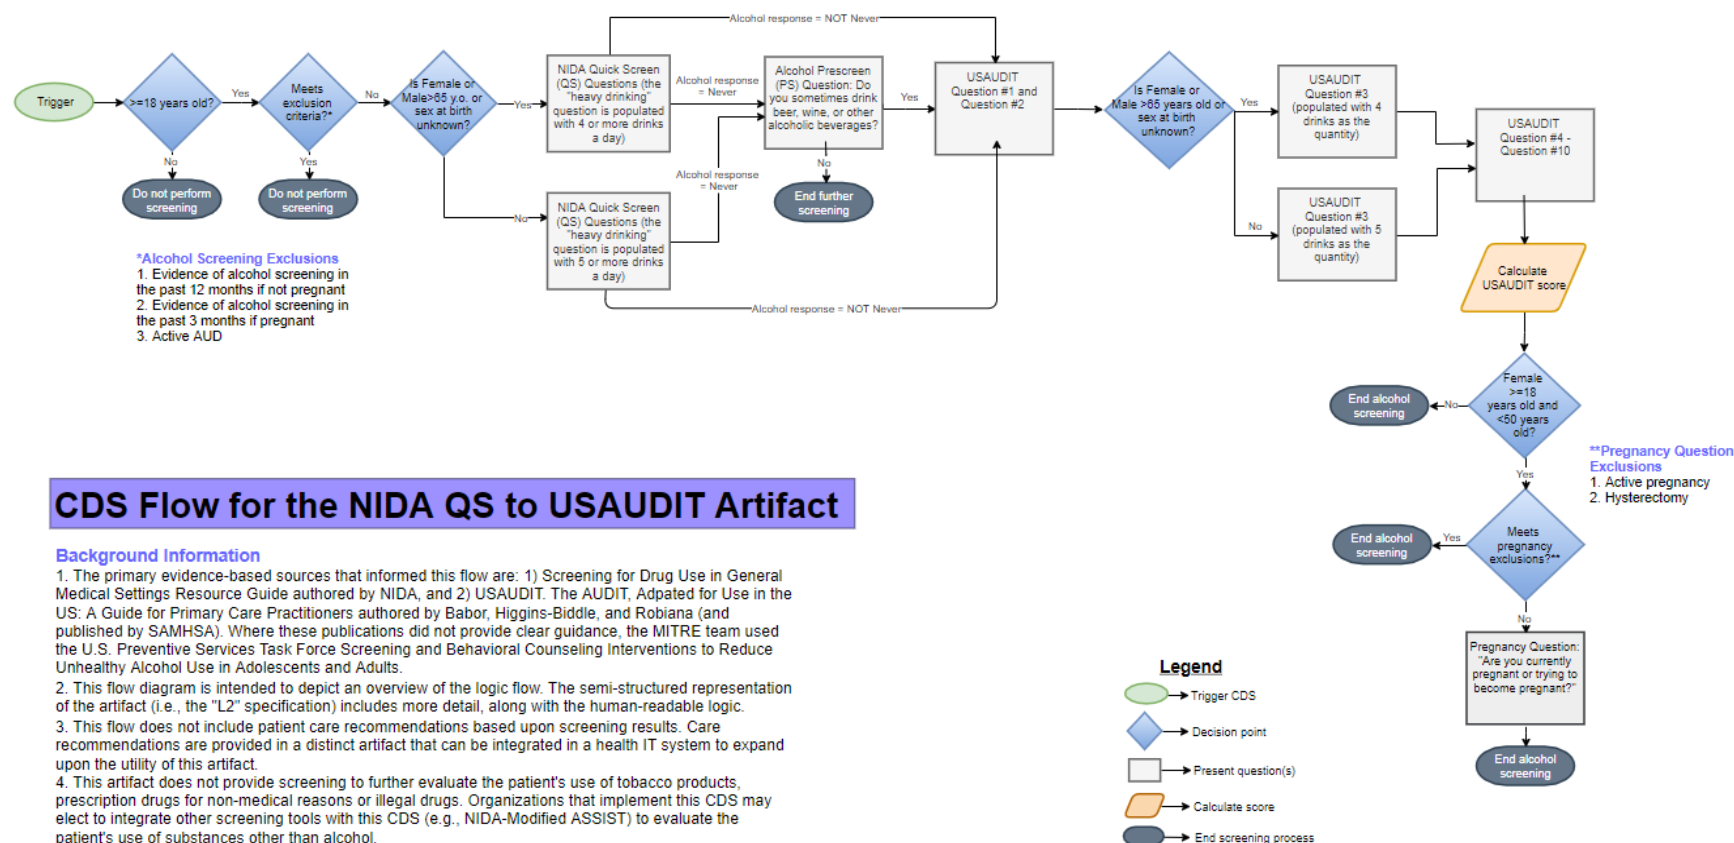 Alcohol response = NOT Never
Trigger
>=18 years old?
Yes
No
Do not perform
screening
Meets
exclusion
criteria?*
No
Yes
Do not perform
screening
Is Female or
Male>65 y.o. or
sex at birth
unknown?
Yes
No
NIDA Quick Screen
(QS) Questions (the
"heavy drinking"
question is populated
with 4 or more drinks
a day)
NIDA Quick Screen
(QS) Questions (the
"heavy drinking"
question is populated
with 5 or more drinks
a day)
Alcohol response
= Never
Alcohol response
= Never
Alcohol response = NOT Never
Alcohol Prescreen
(PS) Question: Do
you sometimes drink
beer, wine, or other
alcoholic beverages?
Yes
No
End further
screening
USAUDIT
Question #1 and
Question #2
Is Female or
Male >65 years old or
sex at birth
unknown?
Yes
No
USAUDIT
Question #3
(populated with 4
drinks as the
quantity)
USAUDIT
Question #3
(populated with 5
drinks as the
quantity)
USAUDIT
Question #4 -
Question #10
Calculate
USAUDIT score
Female
>=18
years old and
<50 years
old?
No
End alcohol
screening
Yes
Meets
pregnancy
exclusions?**
Yes
End alcohol
screening
No
Pregnancy Question:
"Are you currently
pregnant or trying to
become pregnant?"
End alcohol
screening
*Alcohol Screening Exclusions
1. Evidence of alcohol screening in
the past 12 months if not pregnant
2. Evidence of alcohol screening in
the past 3 months if pregnant
3. Active AUD
**Pregnancy Question
Exclusions
1. Active pregnancy
2. Hysterectomy
CDS Flow for the NIDA QS to USAUDIT Artifact
Background Information
1. The primary evidence-based sources that informed this flow are: 1) Screening for Drug Use in General
Medical Settings Resource Guide authored by NIDA, and 2) USAUDIT. The AUDIT, Adpated for Use in the
US: A Guide for Primary Care Practitioners authored by Babor, Higgins-Biddle, and Robiana (and
published by SAMHSA). Where these publications did not provide clear guidance, the MITRE team used
the U.S. Preventive Services Task Force Screening and Behavioral Counseling Interventions to Reduce
Unhealthy Alcohol Use in Adolescents and Adults.
2. This flow diagram is intended to depict an overview of the logic flow. The semi-structured representation
of the artifact (i.e., the "L2" specification) includes more detail, along with the human-readable logic.
3. This flow does not include patient care recommendations based upon screening results. Care
recommendations are provided in a distinct artifact that can be integrated in a health IT system to expand
upon the utility of this artifact.
4. This artifact does not provide screening to further evaluate the patient's use of tobacco products,
prescription drugs for non-medical reasons or illegal drugs. Organizations that implement this CDS may
elect to integrate other screening tools with this CDS (e.g., NIDA-Modified ASSIST) to evaluate the
patient's use of substances other than alcohol.
Legend
Trigger CDS
Decision point
Present question(s)
Calculate score
End screening process